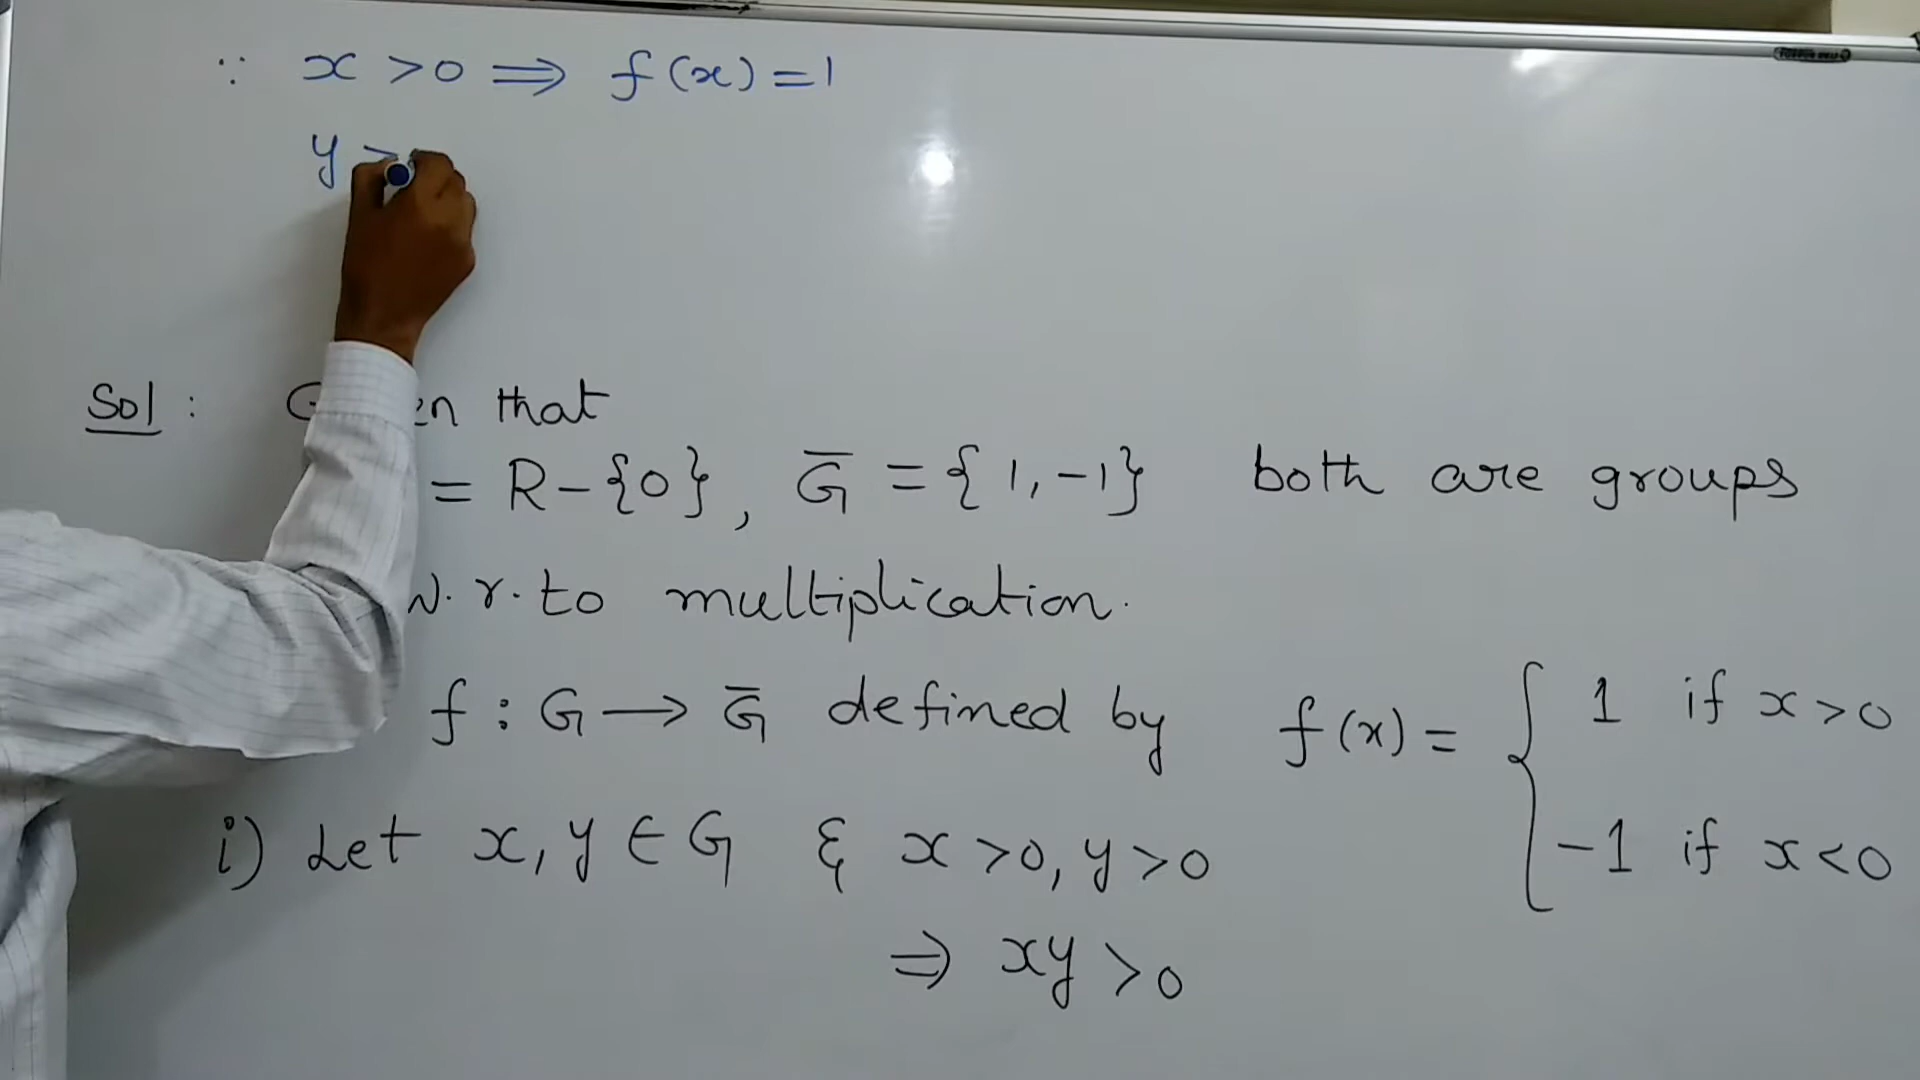 ∵ x > 0 ⟹ f(x) = 1
y >
Sol : that
= R - {0}, G̅ = {1, -1} both are groups
w.r.to multiplication.
f : G ⟶ G̅ defined by f(x) = { 1 if x > 0
-1 if x < 0
i) Let x, y ∈ G & x > 0, y > 0
⇒ xy > 0